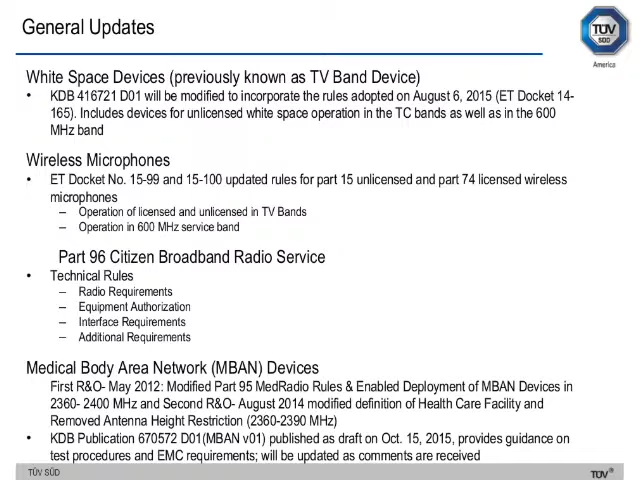 General Updates
TÜV
SÜD
America
White Space Devices (previously known as TV Band Device)
• KDB 416721 D01 will be modified to incorporate the rules adopted on August 6, 2015 (ET Docket 14-
165). Includes devices for unlicensed white space operation in the TC bands as well as in the 600
MHz band
Wireless Microphones
• ET Docket No. 15-99 and 15-100 updated rules for part 15 unlicensed and part 74 licensed wireless
microphones
– Operation of licensed and unlicensed in TV Bands
– Operation in 600 MHz service band
Part 96 Citizen Broadband Radio Service
• Technical Rules
– Radio Requirements
– Equipment Authorization
– Interface Requirements
– Additional Requirements
Medical Body Area Network (MBAN) Devices
First R&O- May 2012: Modified Part 95 MedRadio Rules & Enabled Deployment of MBAN Devices in
2360- 2400 MHz and Second R&O- August 2014 modified definition of Health Care Facility and
Removed Antenna Height Restriction (2360-2390 MHz)
• KDB Publication 670572 D01(MBAN v01) published as draft on Oct. 15, 2015, provides guidance on
test procedures and EMC requirements; will be updated as comments are received
TÜV SÜD
TÜV®